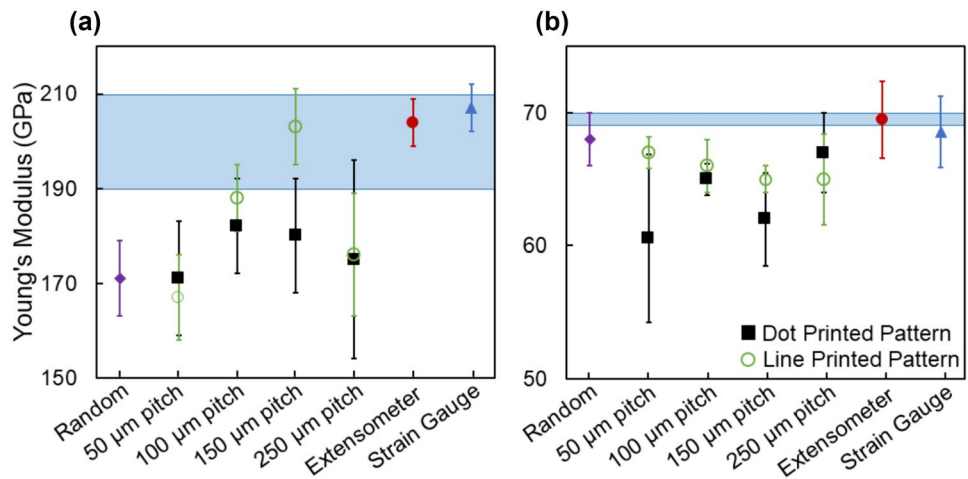 (a)
(b)
Young's Modulus (GPa)
210
190
170
150
Random
50 µm pitch
100 µm pitch
150 µm pitch
250 µm pitch
Extensometer
Strain Gauge
70
60
50
Dot Printed Pattern
Line Printed Pattern
Random
50 µm pitch
100 µm pitch
150 µm pitch
250 µm pitch
Extensometer
Strain Gauge